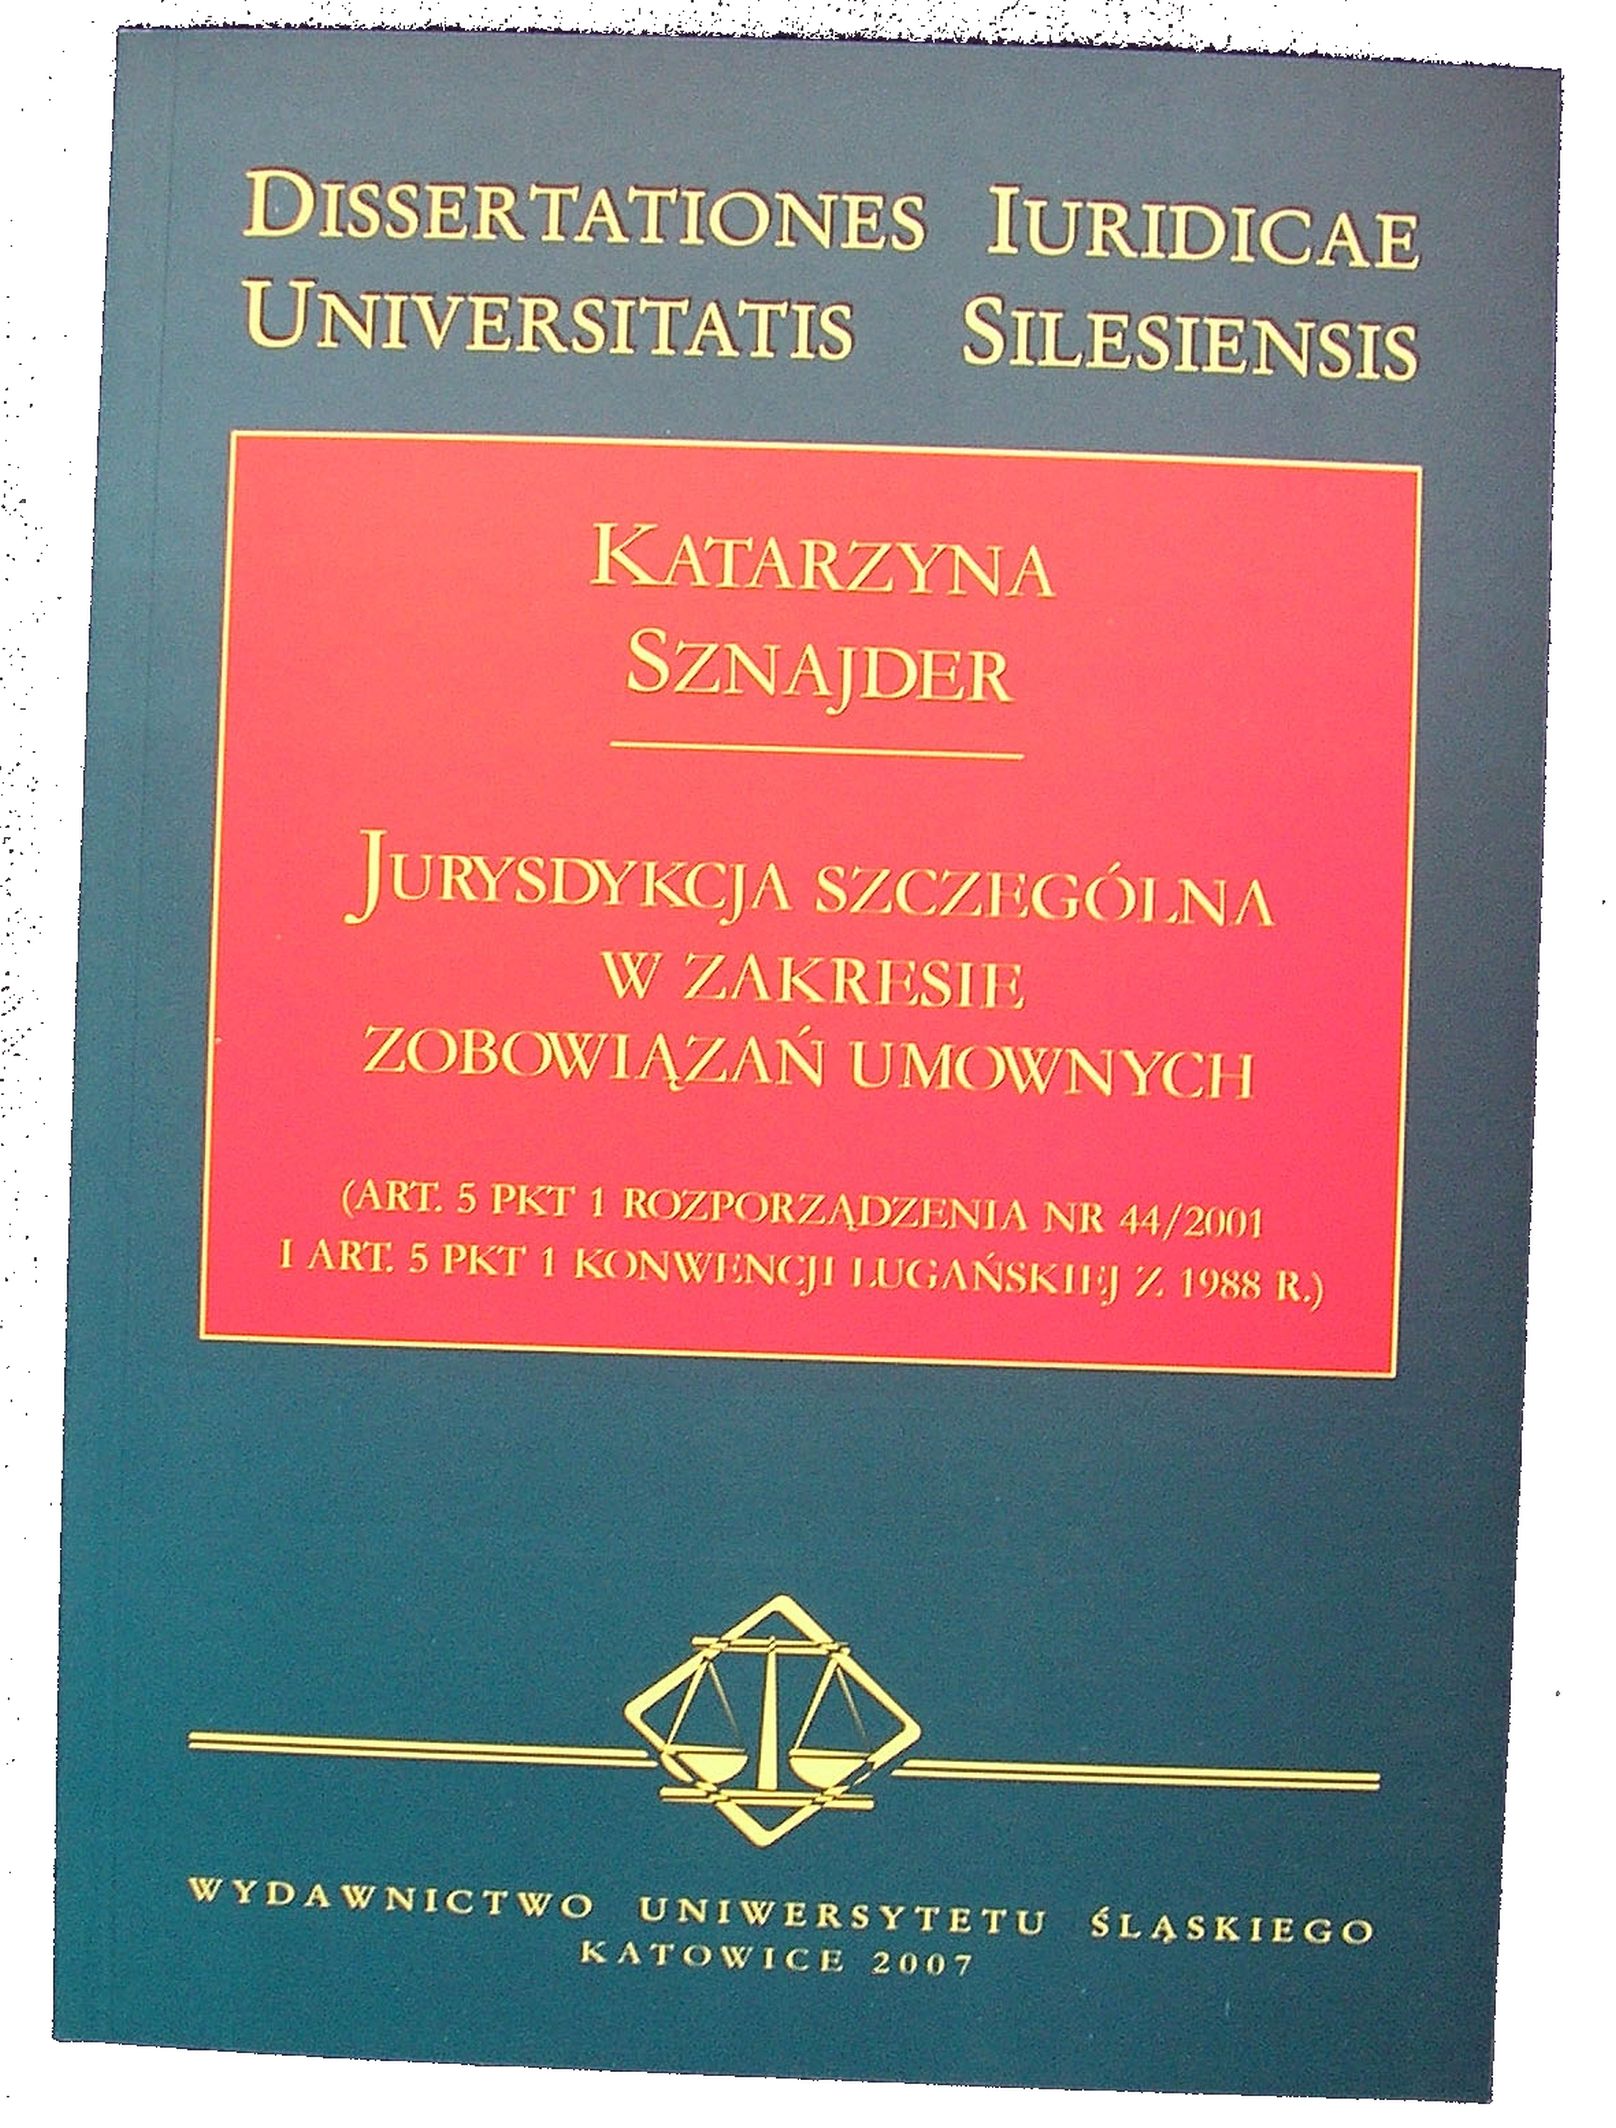 DISSERTATIONES IURIDICAE
UNIVERSITATIS SILESIENSIS
KATARZYNA
SZNAJDER
JURYSDYKCJA SZCZEGÓLNA
W ZAKRESIE
ZOBOWIĄZAŃ UMOWNYCH
(ART. 5 PKT 1 ROZPORZĄDZENIA NR 44/2001
I ART. 5 PKT 1 KONWENCJI LUGAŃSKIEJ Z 1988 R.)
WYDAWNICTWO UNIWERSYTETU ŚLĄSKIEGO
KATOWICE 2007